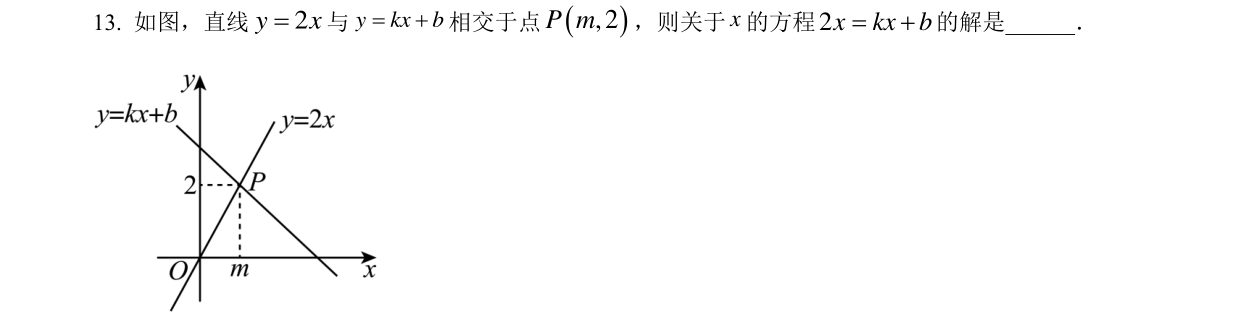 13. 如图，直线 y = 2x 与 y = kx + b 相交于点 P(m,2)，则关于 x 的方程 2x = kx + b 的解是______.
y
y=kx+b
y=2x
2
P
O
m
x